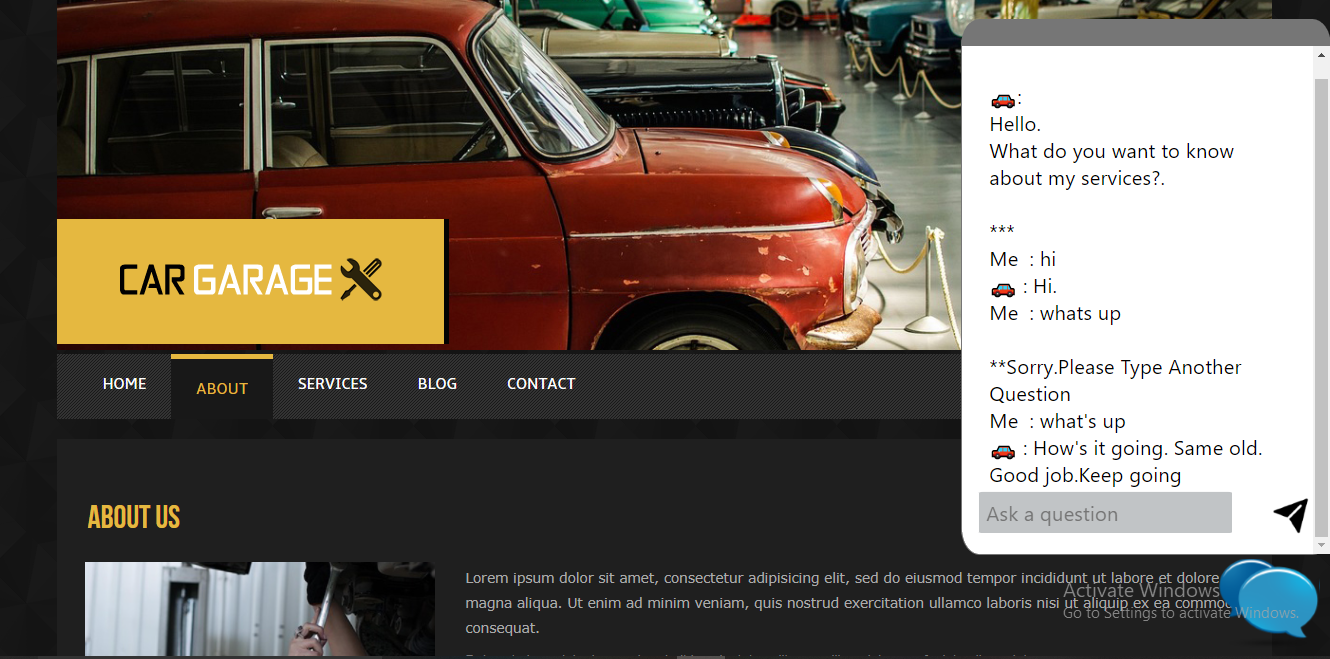 CAR GARAGE
HOME
ABOUT
SERVICES
BLOG
CONTACT
ABOUT US
Lorem ipsum dolor sit amet, consectetur adipisicing elit, sed do eiusmod tempor incididunt ut labore et dolore
magna aliqua. Ut enim ad minim veniam, quis nostrud exercitation ullamco laboris nisi ut aliquip ex ea
consequat.
:
Hello.
What do you want to know
about my services?.
***
Me : hi
: Hi.
Me : whats up
**Sorry.Please Type Another
Question
Me : what's up
: How's it going. Same old.
Good job.Keep going
Ask a question
Activate Windows
Go to Settings to activate Windows.